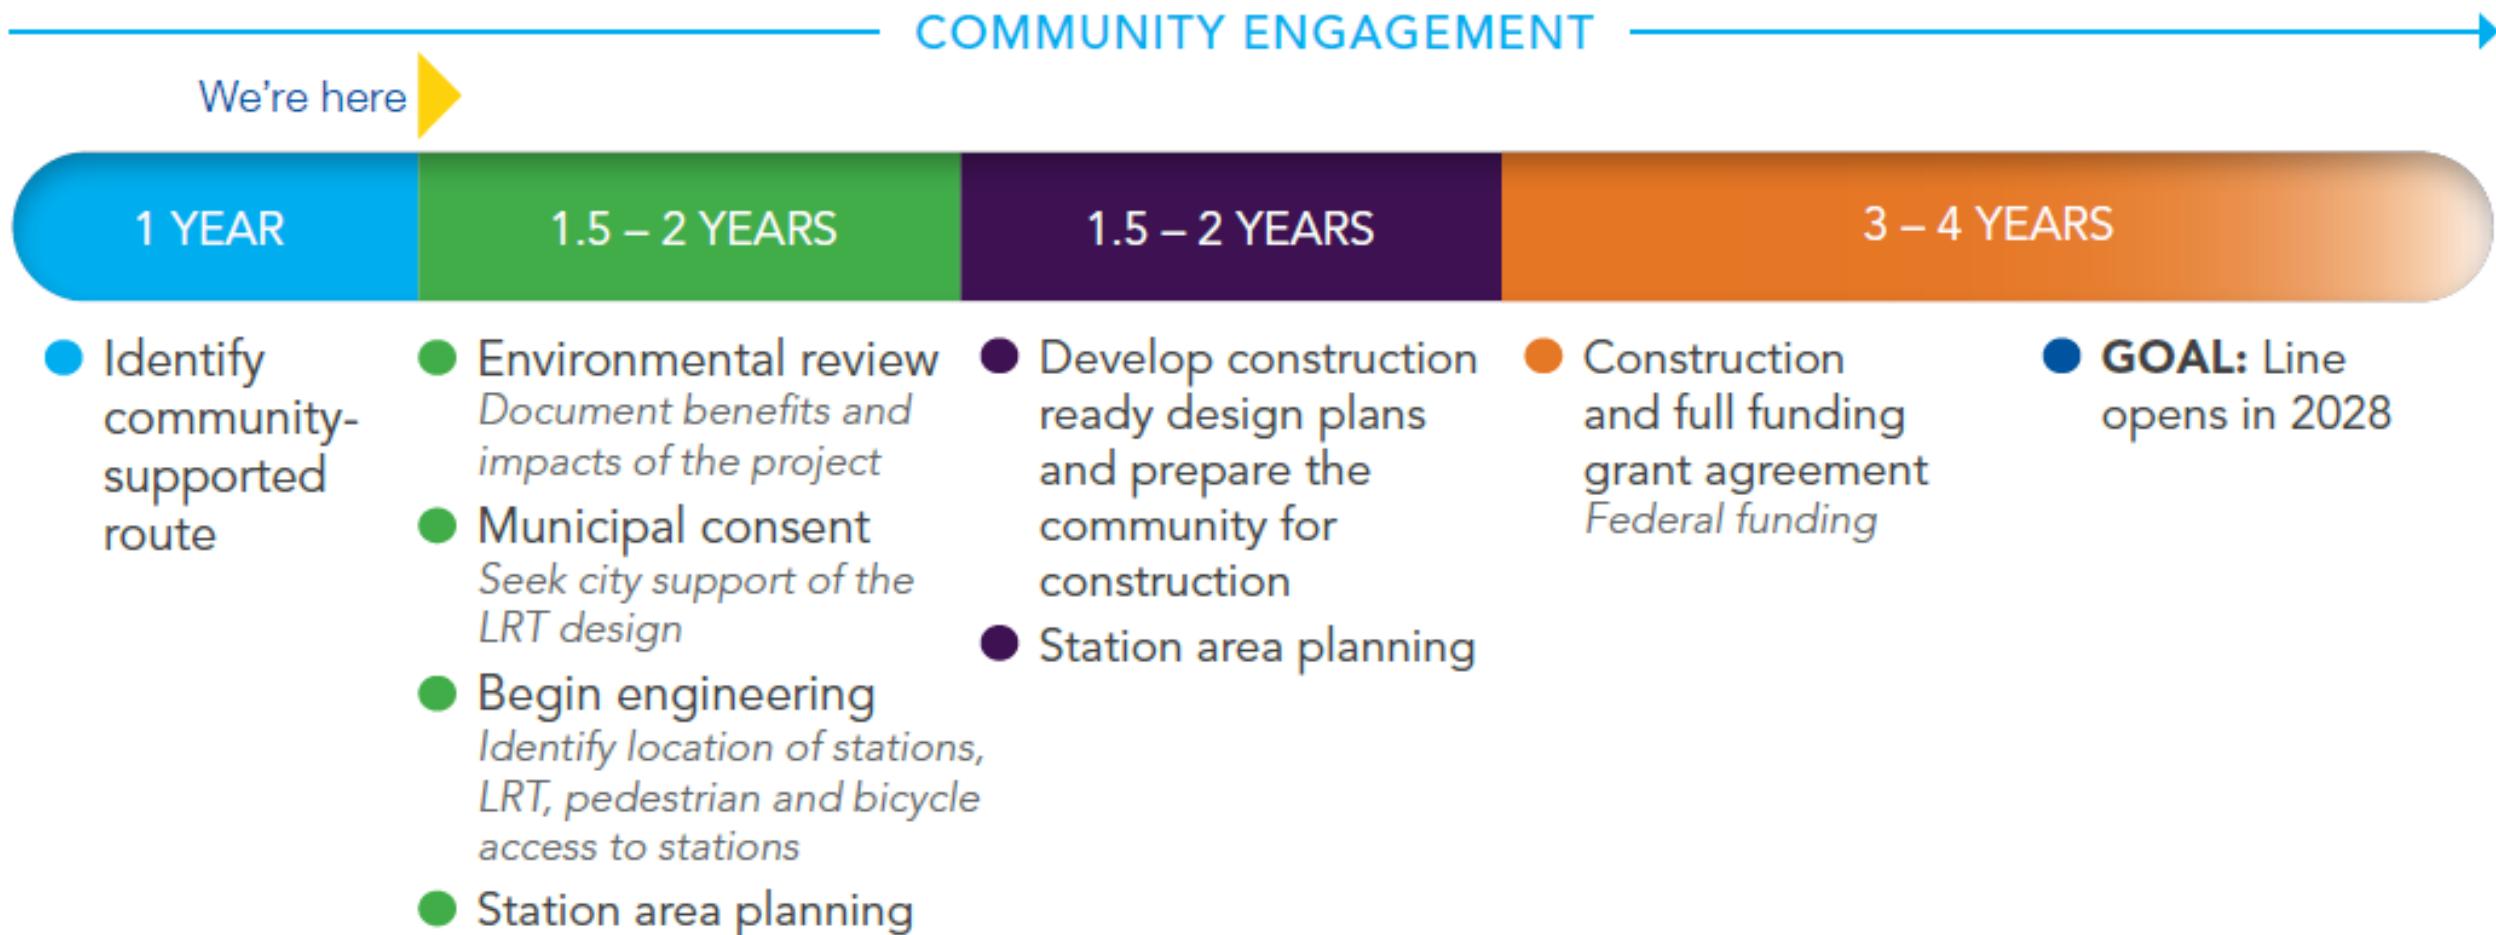 COMMUNITY ENGAGEMENT
We're here
1 YEAR
1.5 – 2 YEARS
1.5 – 2 YEARS
3 – 4 YEARS
Identify
community-
supported
route
Environmental review
Document benefits and
impacts of the project
Municipal consent
Seek city support of the
LRT design
Begin engineering
Identify location of stations,
LRT, pedestrian and bicycle
access to stations
Station area planning
Develop construction
ready design plans
and prepare the
community for
construction
Station area planning
Construction
and full funding
grant agreement
Federal funding
GOAL: Line
opens in 2028